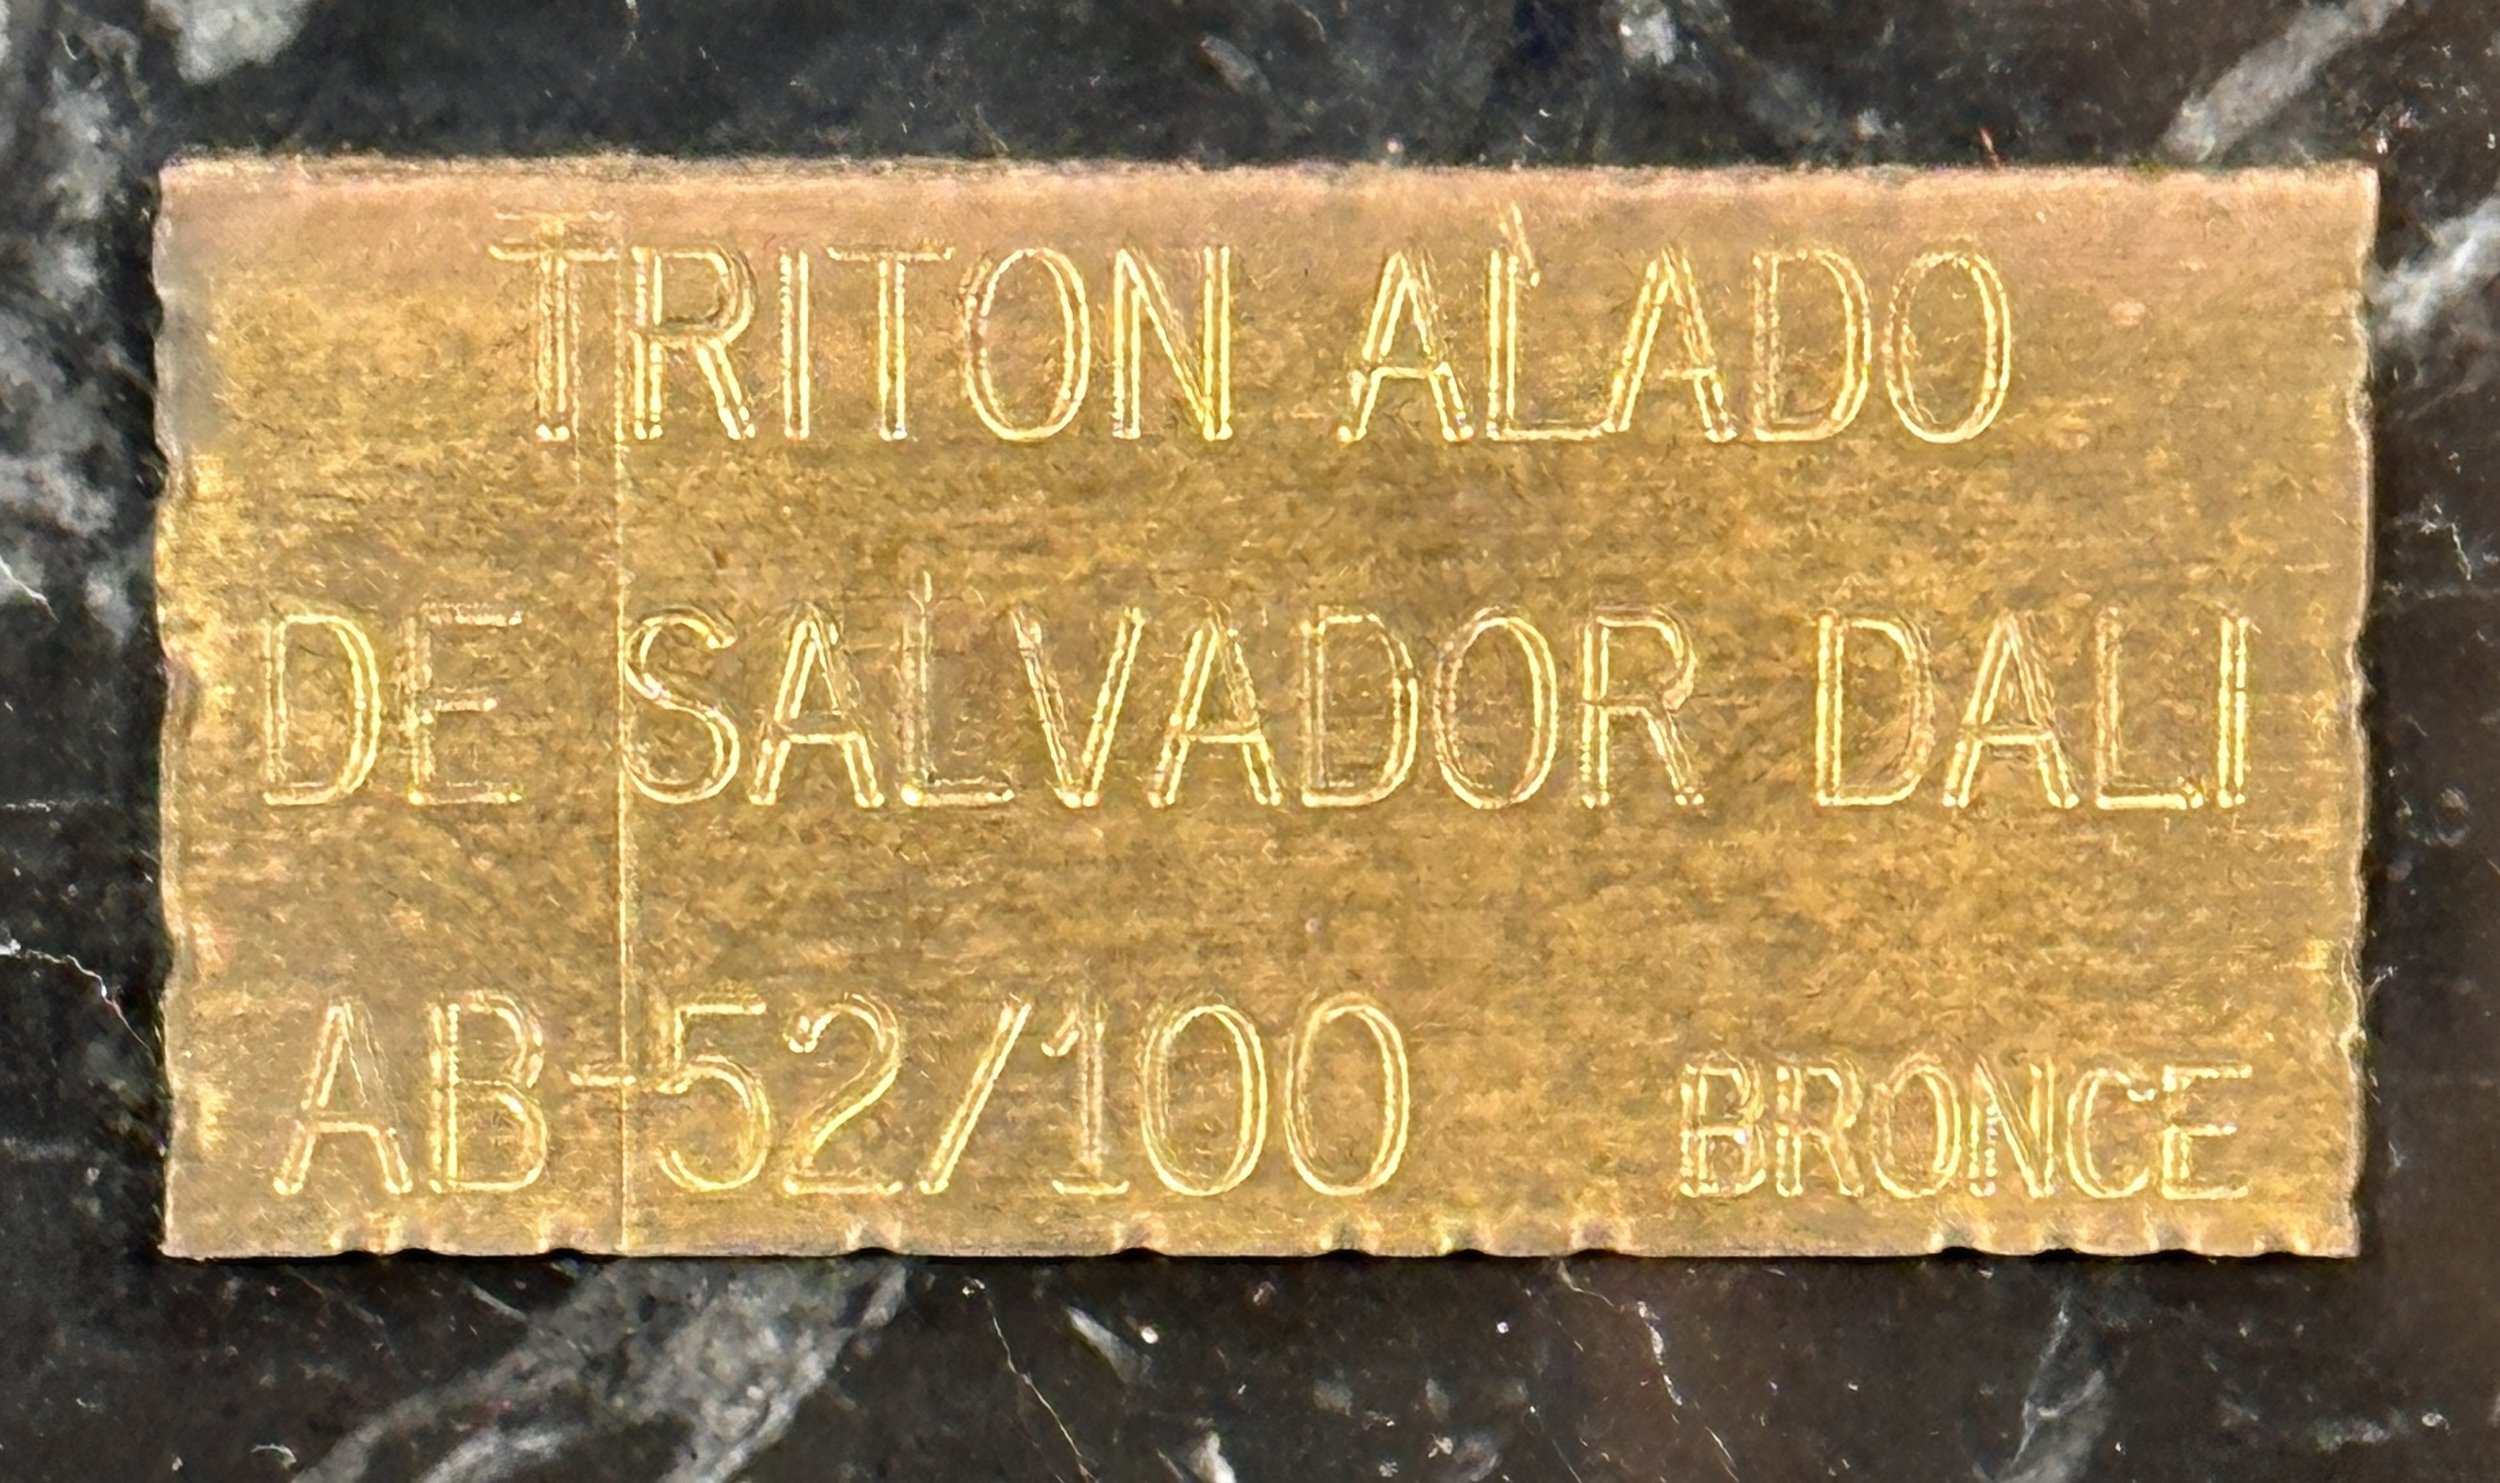 TRITON ALADO
DE SALVADOR DALI
AB-52/100 BRONCE